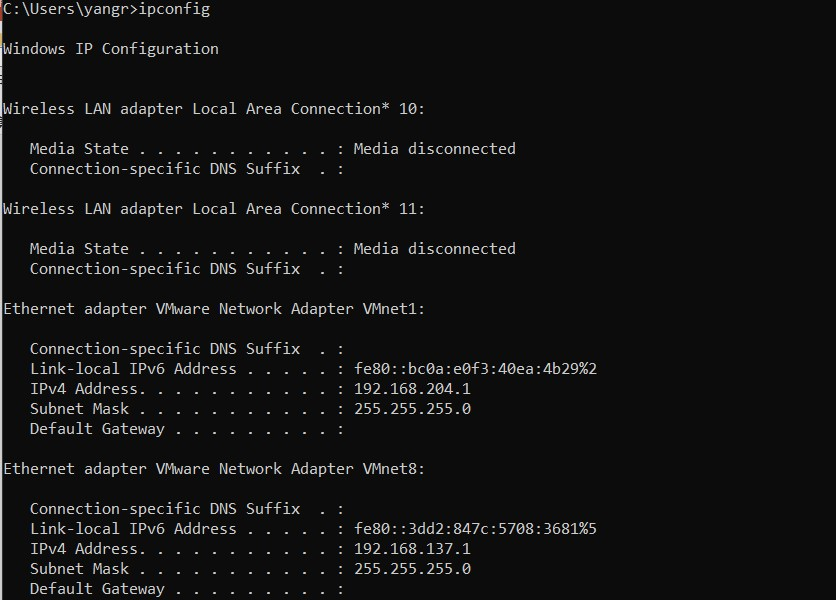 C:\Users\yangr>ipconfig
Windows IP Configuration
Wireless LAN adapter Local Area Connection* 10:
Media State . . . . . . . . . . . : Media disconnected
Connection-specific DNS Suffix  . :
Wireless LAN adapter Local Area Connection* 11:
Media State . . . . . . . . . . . : Media disconnected
Connection-specific DNS Suffix  . :
Ethernet adapter VMware Network Adapter VMnet1:
Connection-specific DNS Suffix  . :
Link-local IPv6 Address . . . . . : fe80::bc0a:e0f3:40ea:4b29%2
IPv4 Address. . . . . . . . . . . : 192.168.204.1
Subnet Mask . . . . . . . . . . . : 255.255.255.0
Default Gateway . . . . . . . . . :
Ethernet adapter VMware Network Adapter VMnet8:
Connection-specific DNS Suffix  . :
Link-local IPv6 Address . . . . . : fe80::3dd2:847c:5708:3681%5
IPv4 Address. . . . . . . . . . . : 192.168.137.1
Subnet Mask . . . . . . . . . . . : 255.255.255.0
Default Gateway . . . . . . . . . :